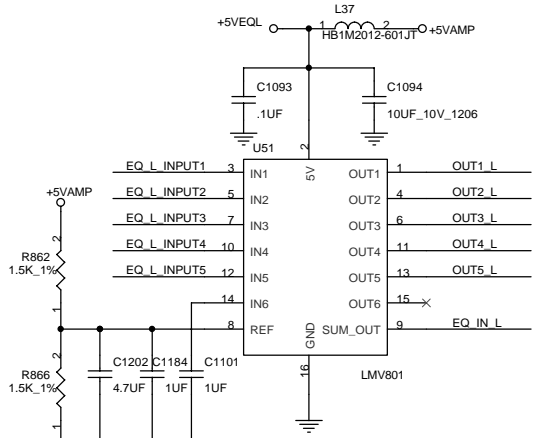 L37
+5VEQL
1
2
+5VAMP
HB1M2012-601JT
C1093
.1UF
C1094
10UF_10V_1206
U51
2
5V
EQ_L_INPUT1 3 IN1 OUT1 1 OUT1_L
EQ_L_INPUT2 5 IN2 OUT2 4 OUT2_L
+5VAMP
EQ_L_INPUT3 7 IN3 OUT3 6 OUT3_L
EQ_L_INPUT4 10 IN4 OUT4 11 OUT4_L
EQ_L_INPUT5 12 IN5 OUT5 13 OUT5_L
14 IN6 OUT6 15
8 REF GND SUM_OUT 9 EQ_IN_L
2
R862
1.5K_1%
1
2
R866
1.5K_1%
1
C1202
4.7UF
C1184
1UF
C1101
1UF
16
LMV801